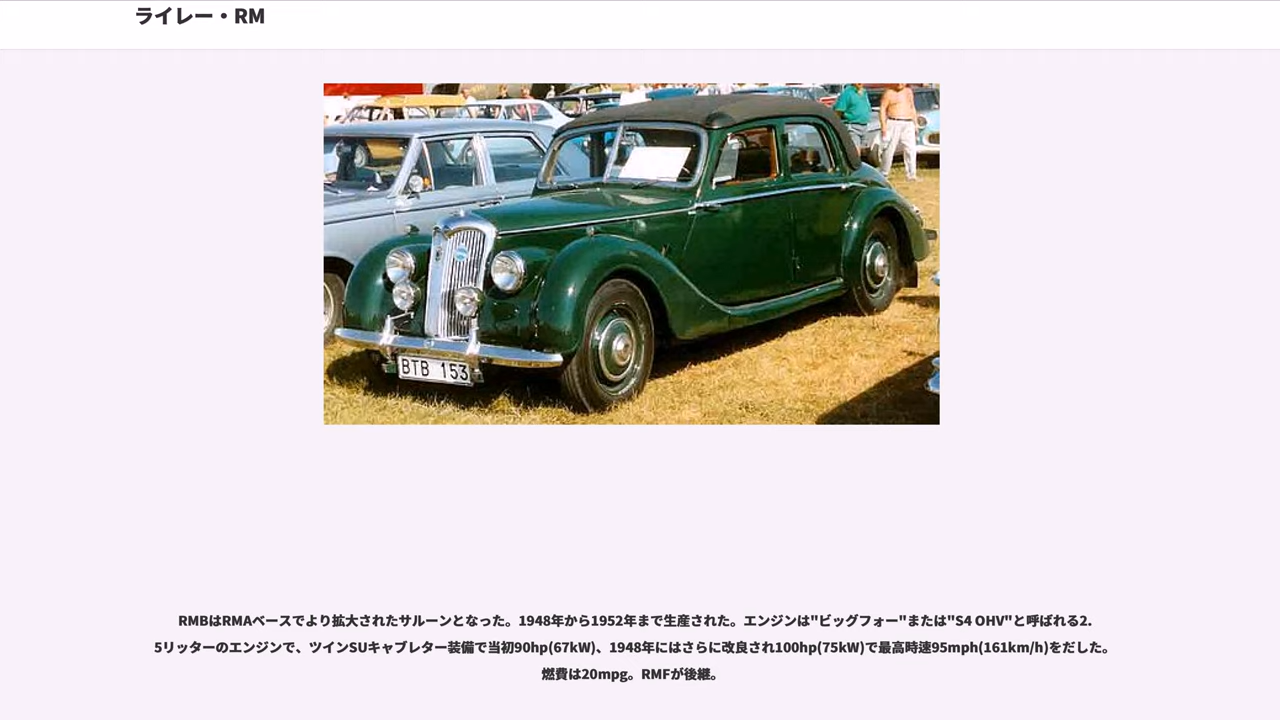 ライレー・RM
BTB 153
RMBはRMAベースでより拡大されたサルーンとなった。1948年から1952年まで生産された。エンジンは"ビッグフォー"または"S4 OHV"と呼ばれる2.
5リッターのエンジンで、ツインSUキャブレター装備で当初90hp(67kW)、1948年にはさらに改良され100hp(75kW)で最高時速95mph(161km/h)をだした。
燃費は20mpg。RMFが後継。